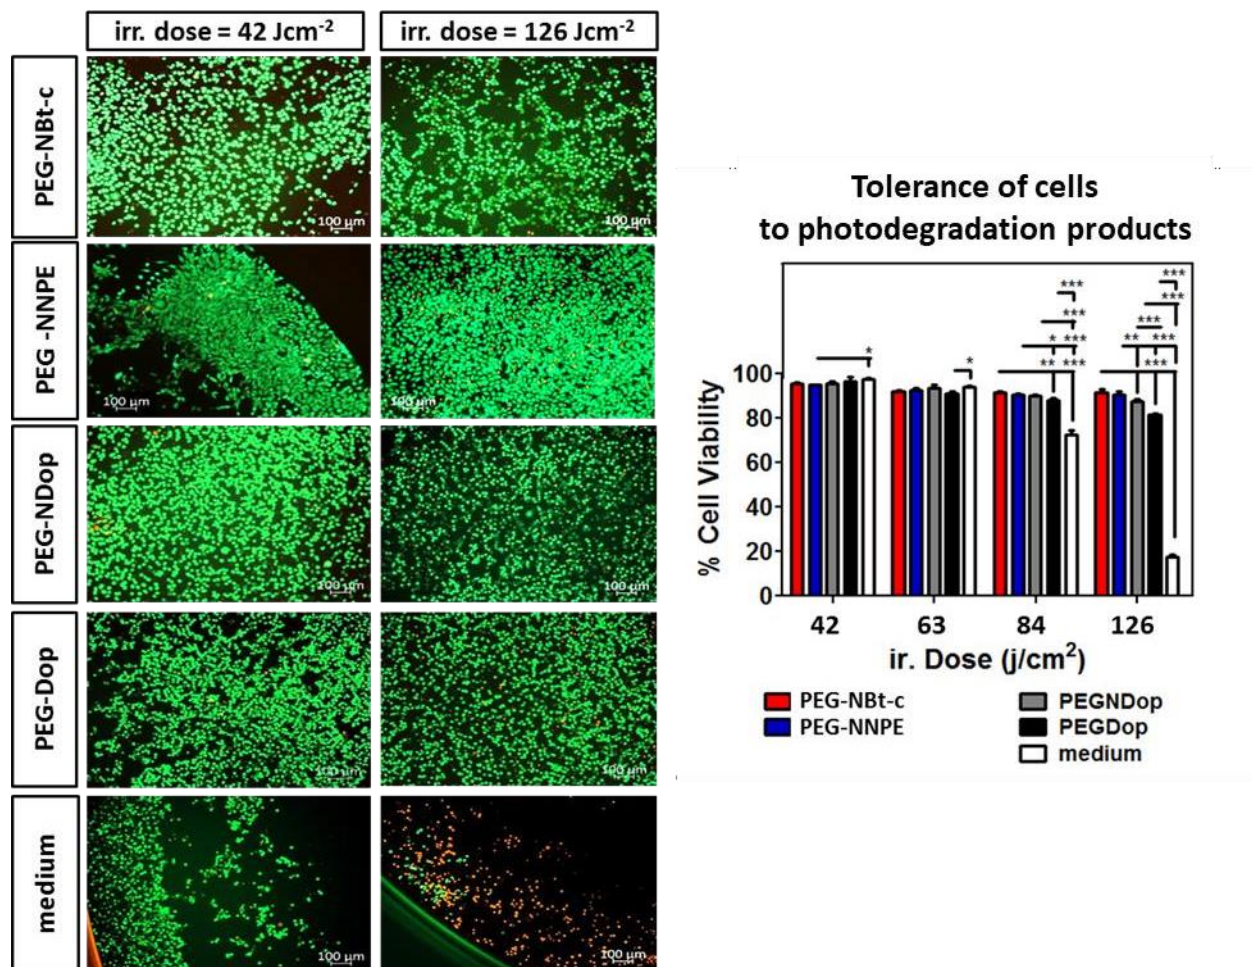 irr. dose = 42 Jcm-2
irr. dose = 126 Jcm-2
PEG-NBt-c
100 µm
100 µm
PEG -NNPE
100 µm
100 µm
PEG-NDop
100 µm
100 µm
PEG-Dop
100 µm
100 µm
medium
100 µm
100 µm
Tolerance of cells
to photodegradation products
% Cell Viability
100
80
60
40
20
0
*
*
***
***
* ***
** ***
***
***
***
** ***
***
42 63 84 126
ir. Dose (j/cm2)
PEG-NBt-c
PEG-NNPE
PEGNDop
PEGDop
medium